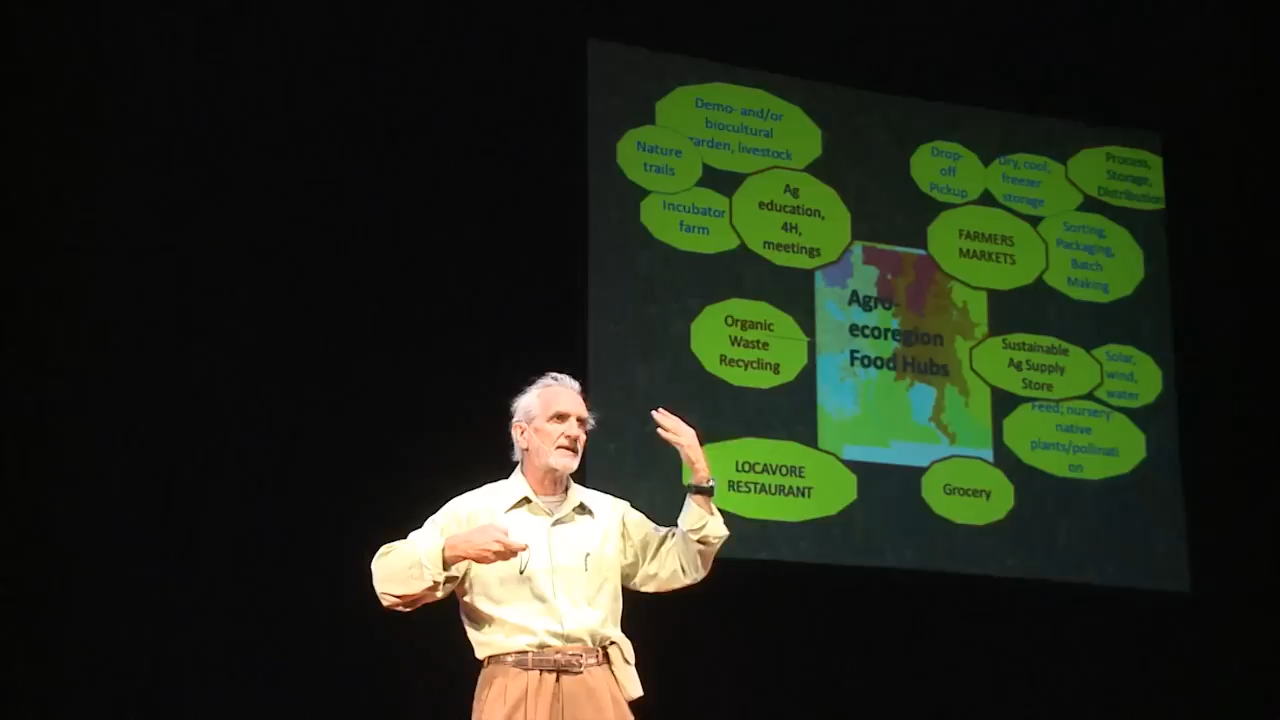 Demo- and/or
biocultural
garden, livestock
Nature
trails
Incubator
farm
Ag
education,
4H,
meetings
Drop-
off
Pickup
Dry, cool,
freezer
storage
Process,
Storage,
Distribution
FARMERS
MARKETS
Sorting,
Packaging,
Batch
Making
Agro-
ecoregion
Food Hubs
Organic
Waste
Recycling
Sustainable
Ag Supply
Store
Solar,
wind,
water
Feed; nursery
native
plants/pollinati
on
LOCAVORE
RESTAURANT
Grocery